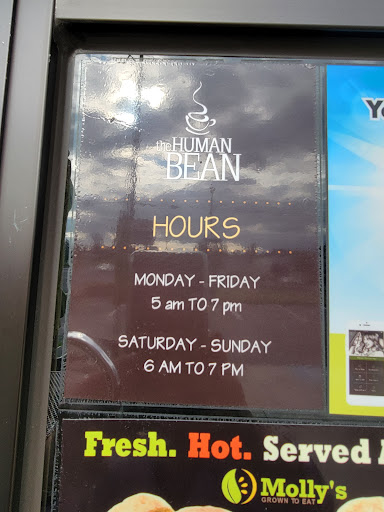 the HUMAN
BEAN
HOURS
MONDAY - FRIDAY
5 am TO 7 pm
SATURDAY - SUNDAY
6 AM TO 7 PM
Fresh. Hot. Served
Molly's
GROWN TO EAT